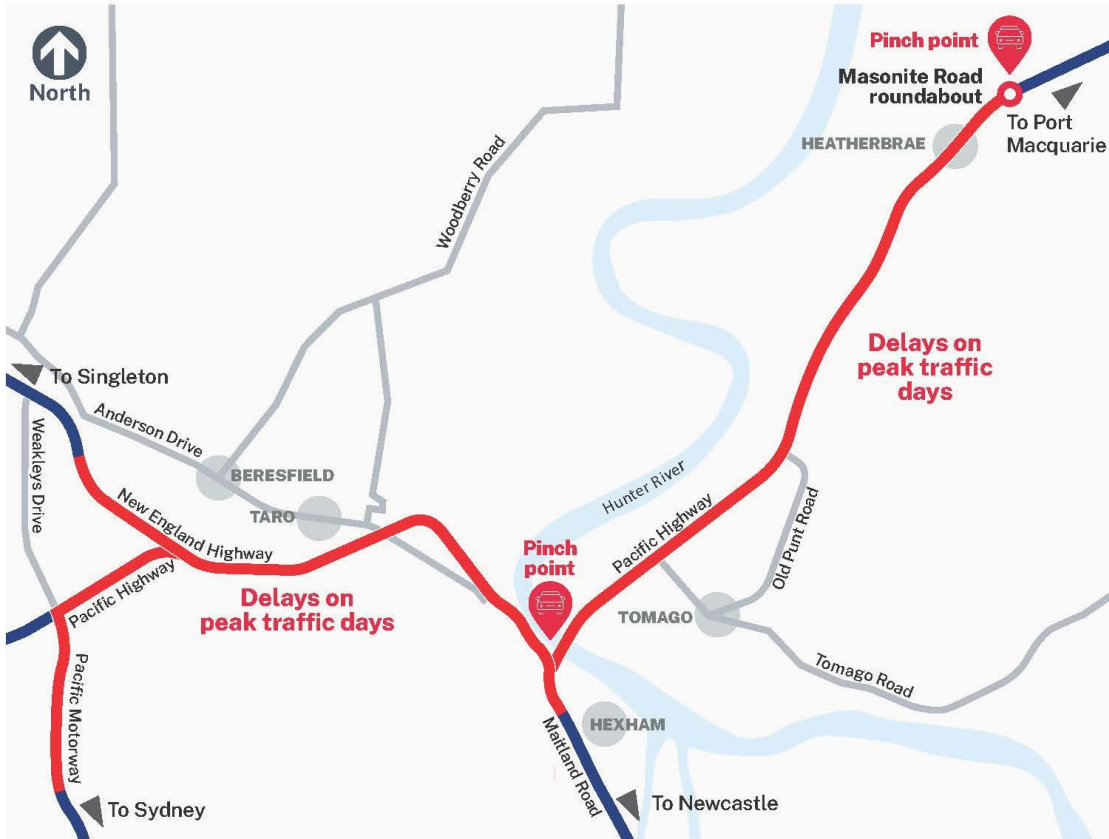 North
Pinch point
Masonite Road
roundabout
To Port
Macquarie
HEATHERBRAE
Woodberry Road
Delays on
peak traffic
days
To Singleton
Anderson Drive
Weakleys Drive
BERESFIELD
TARO
New England Highway
Hunter River
Pacific Highway
Old Punt Road
Pinch
point
Pacific Highway
Delays on
peak traffic days
TOMAGO
Tomago Road
Pacific Motorway
HEXHAM
Maitland Road
To Sydney
To Newcastle